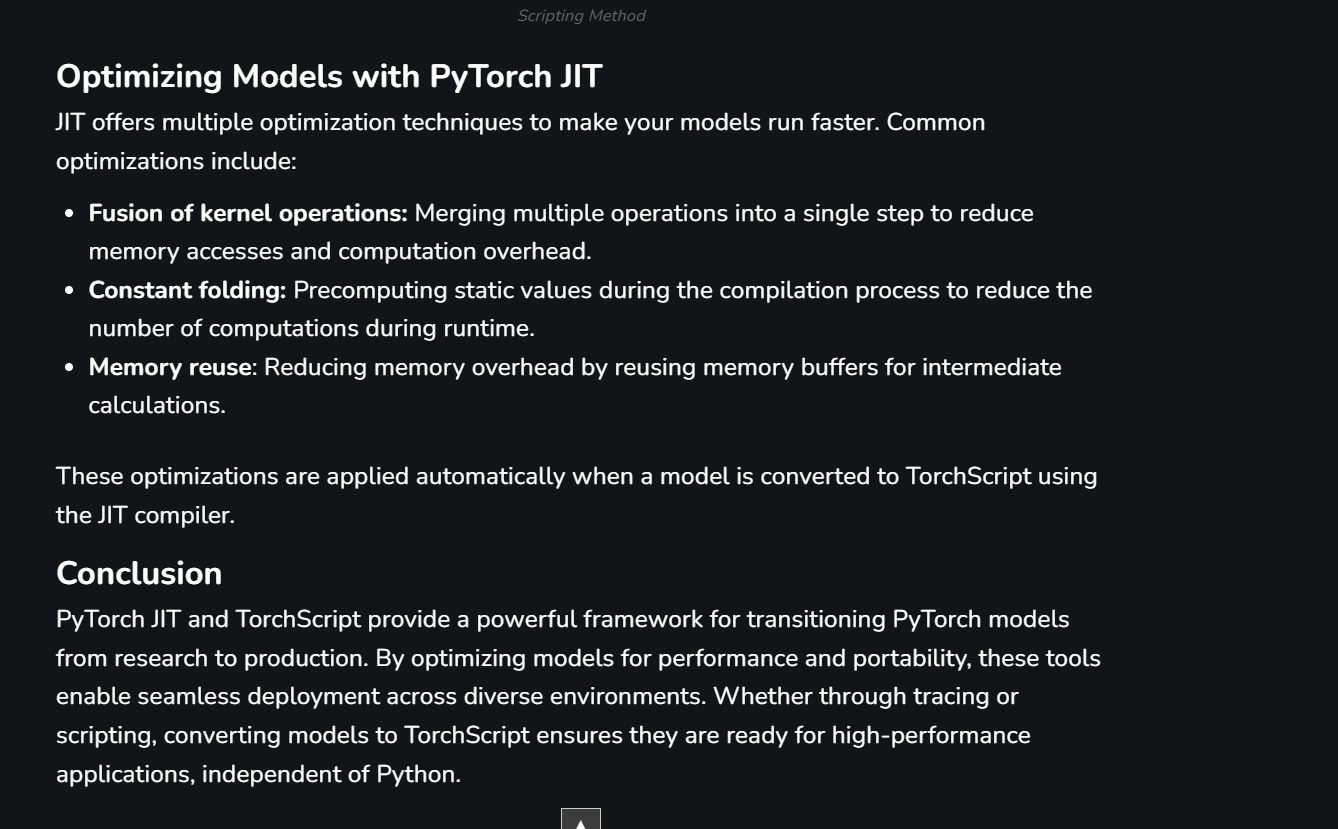 Scripting Method
Optimizing Models with PyTorch JIT
JIT offers multiple optimization techniques to make your models run faster. Common
optimizations include:
• Fusion of kernel operations: Merging multiple operations into a single step to reduce
memory accesses and computation overhead.
• Constant folding: Precomputing static values during the compilation process to reduce the
number of computations during runtime.
• Memory reuse: Reducing memory overhead by reusing memory buffers for intermediate
calculations.
These optimizations are applied automatically when a model is converted to TorchScript using
the JIT compiler.
Conclusion
PyTorch JIT and TorchScript provide a powerful framework for transitioning PyTorch models
from research to production. By optimizing models for performance and portability, these tools
enable seamless deployment across diverse environments. Whether through tracing or
scripting, converting models to TorchScript ensures they are ready for high-performance
applications, independent of Python.